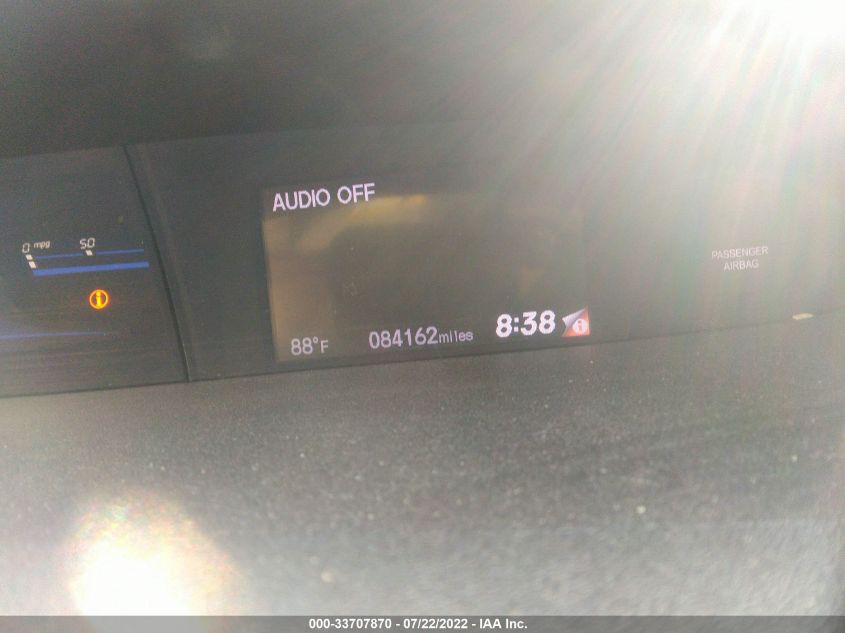 AUDIO OFF
0 mpg 50
PASSENGER
AIRBAG
88°F 084162miles 8:38
000-33707870 - 07/22/2022 - IAA Inc.